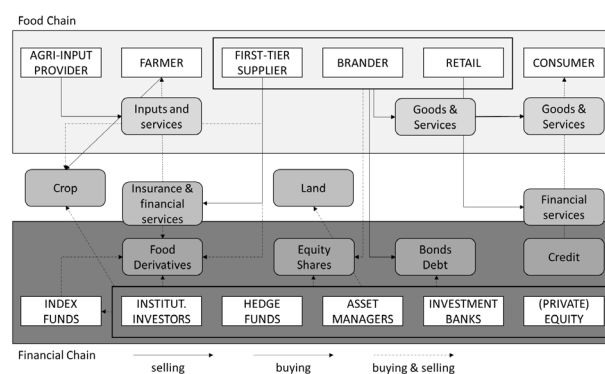 Food Chain
AGRI-INPUT
PROVIDER
FARMER
FIRST-TIER
SUPPLIER
BRANDER
RETAIL
CONSUMER
Inputs and
services
Goods &
Services
Goods &
Services
Crop
Insurance &
financial
services
Land
Financial
services
Food
Derivatives
Equity
Shares
Bonds
Debt
Credit
INDEX
FUNDS
INSTITUT.
INVESTORS
HEDGE
FUNDS
ASSET
MANAGERS
INVESTMENT
BANKS
(PRIVATE)
EQUITY
Financial Chain
selling
buying
buying & selling